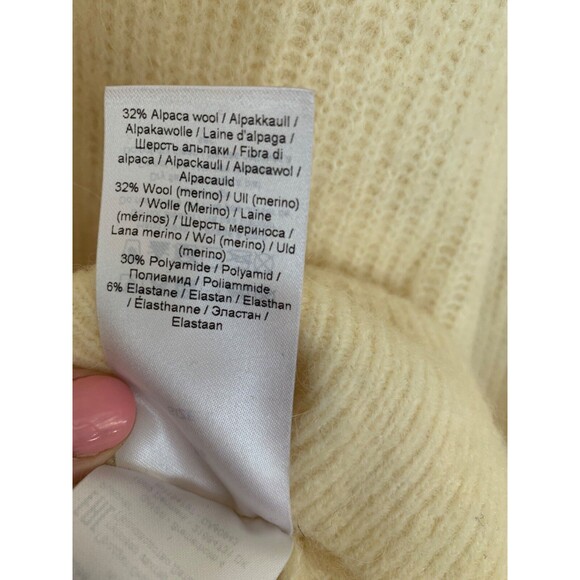 32% Alpaca wool / Alpakkaull /
Alpakawolle / Laine d'alpaga /
Шерсть альпаки / Fibra di
alpaca / Alpackaull / Alpacawol /
Alpacauld
32% Wool (merino) / Ull (merino)
/ Wolle (Merino) / Laine
(mérinos) / Шерсть мериноса /
Lana merino / Wol (merino) / Uld
(merino)
30% Polyamide / Polyamid /
Полиамид / Poliammide
6% Elastane / Elastan / Elasthan
/ Élasthanne / Эластан /
Elastaan